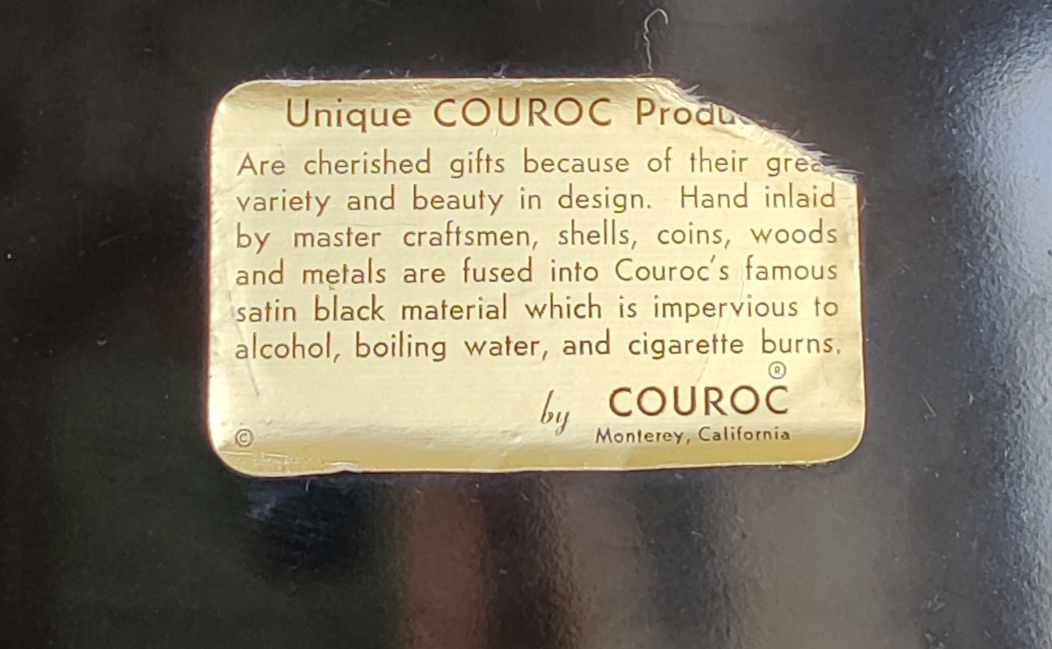 Unique COUROC Produ
Are cherished gifts because of their grea
variety and beauty in design. Hand inlaid
by master craftsmen, shells, coins, woods
and metals are fused into Couroc's famous
satin black material which is impervious to
alcohol, boiling water, and cigarette burns.
by COUROC®
© Monterey, California